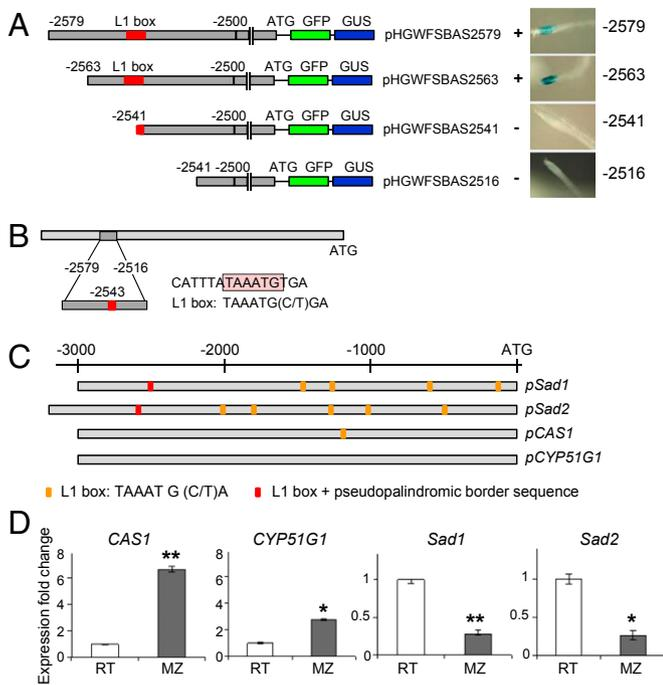 A
-2579 L1 box -2500 ATG GFP GUS pHGWFSBAS2579 + -2579
-2563 L1 box -2500 ATG GFP GUS pHGWFSBAS2563 + -2563
-2541 -2500 ATG GFP GUS pHGWFSBAS2541 - -2541
-2541 -2500 ATG GFP GUS pHGWFSBAS2516 - -2516
B
ATG
-2579 -2516
-2543
CATTTATAAATGTGA
L1 box: TAAATG(C/T)GA
C
-3000 -2000 -1000 ATG
pSad1
pSad2
pCAS1
pCYP51G1
L1 box: TAAAT G (C/T)A L1 box + pseudopalindromic border sequence
D
Expression fold change
CAS1 CYP51G1 Sad1 Sad2
8 6 4 2 0 ** RT MZ
8 6 4 2 0 * RT MZ
1 0.5 0 ** RT MZ
1 0.5 0 * RT MZ